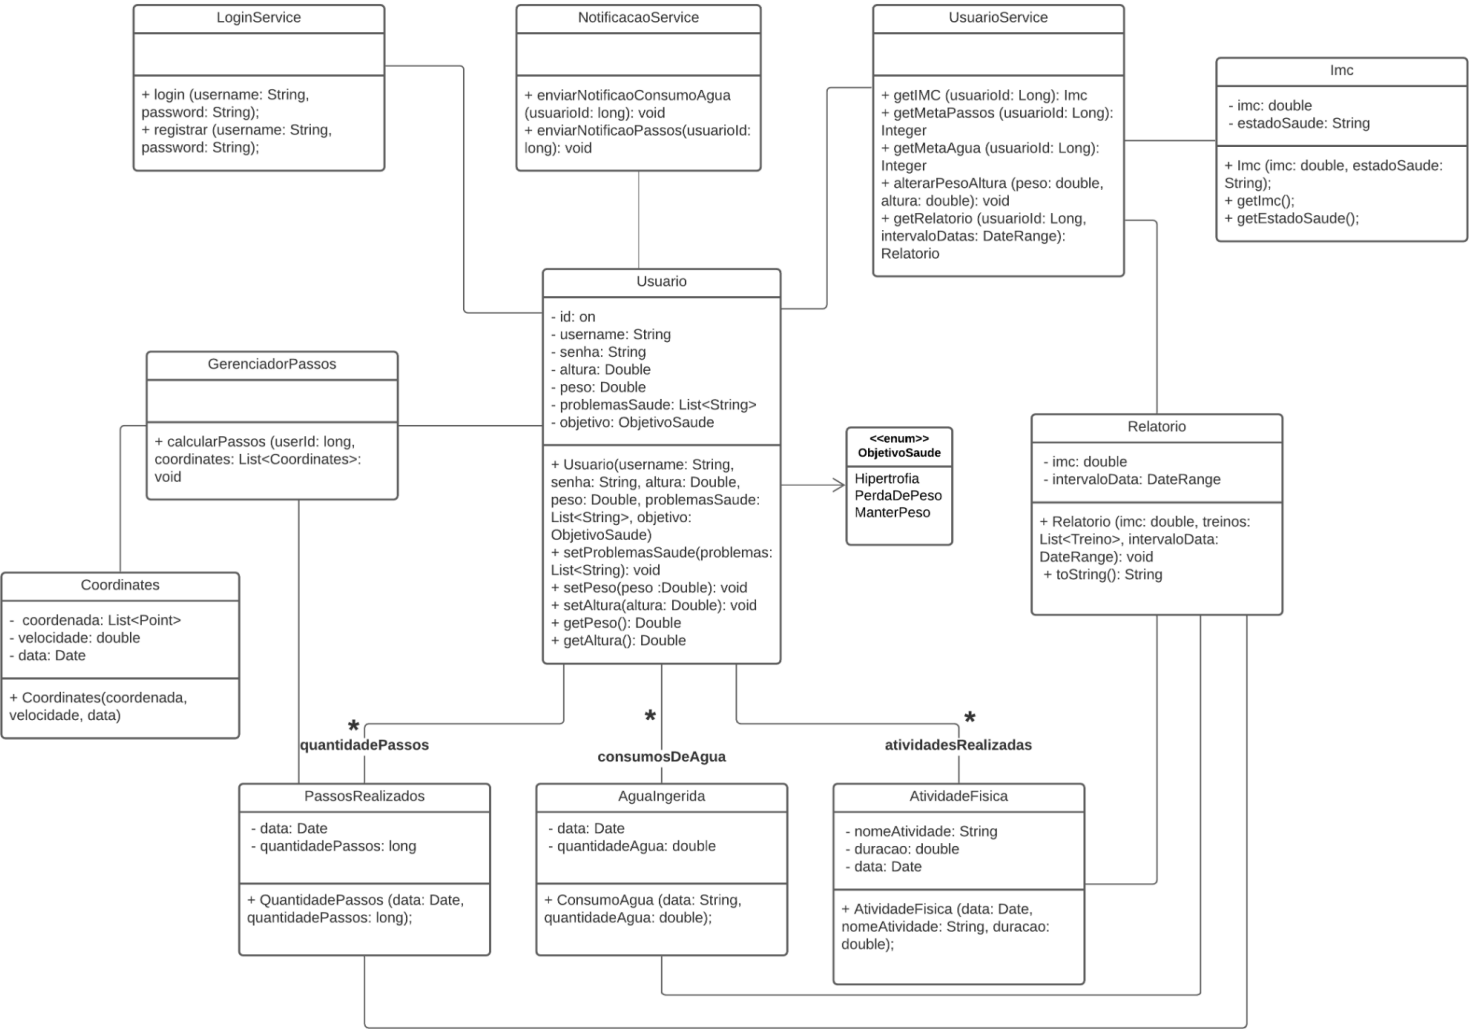 LoginService
+ login (username: String,
password: String);
+ registrar (username: String,
password: String);
NotificacaoService
+ enviarNotificaoConsumoAgua
(usuarioId: long): void
+ enviarNotificaoPassos(usuarioId:
long): void
UsuarioService
+ getIMC (usuarioId: Long): Imc
+ getMetaPassos (usuarioId: Long):
Integer
+ getMetaAgua (usuarioId: Long):
Integer
+ alterarPesoAltura (peso: double,
altura: double): void
+ getRelatorio (usuarioId: Long,
intervaloDatas: DateRange):
Relatorio
Imc
- imc: double
- estadoSaude: String
+ Imc (imc: double, estadoSaude:
String);
+ getImc();
+ getEstadoSaude();
Usuario
- id: on
- username: String
- senha: String
- altura: Double
- peso: Double
- problemasSaude: List<String>
- objetivo: ObjetivoSaude
+ Usuario(username: String,
senha: String, altura: Double,
peso: Double, problemasSaude:
List<String>, objetivo:
ObjetivoSaude)
+ setProblemasSaude(problemas:
List<String): void
+ setPeso(peso :Double): void
+ setAltura(altura: Double): void
+ getPeso(): Double
+ getAltura(): Double
GerenciadorPassos
+ calcularPassos (userId: long,
coordinates: List<Coordinates>:
void
<<enum>>
ObjetivoSaude
Hipertrofia
PerdaDePeso
ManterPeso
Relatorio
- imc: double
- intervaloData: DateRange
+ Relatorio (imc: double, treinos:
List<Treino>, intervaloData:
DateRange): void
+ toString(): String
Coordinates
- coordenada: List<Point>
- velocidade: double
- data: Date
+ Coordinates(coordenada,
velocidade, data)
*
quantidadePassos
*
consumosDeAgua
*
atividadesRealizadas
PassosRealizados
- data: Date
- quantidadePassos: long
+ QuantidadePassos (data: Date,
quantidadePassos: long);
AguaIngerida
- data: Date
- quantidadeAgua: double
+ ConsumoAgua (data: String,
quantidadeAgua: double);
AtividadeFisica
- nomeAtividade: String
- duracao: double
- data: Date
+ AtividadeFisica (data: Date,
nomeAtividade: String, duracao:
double);